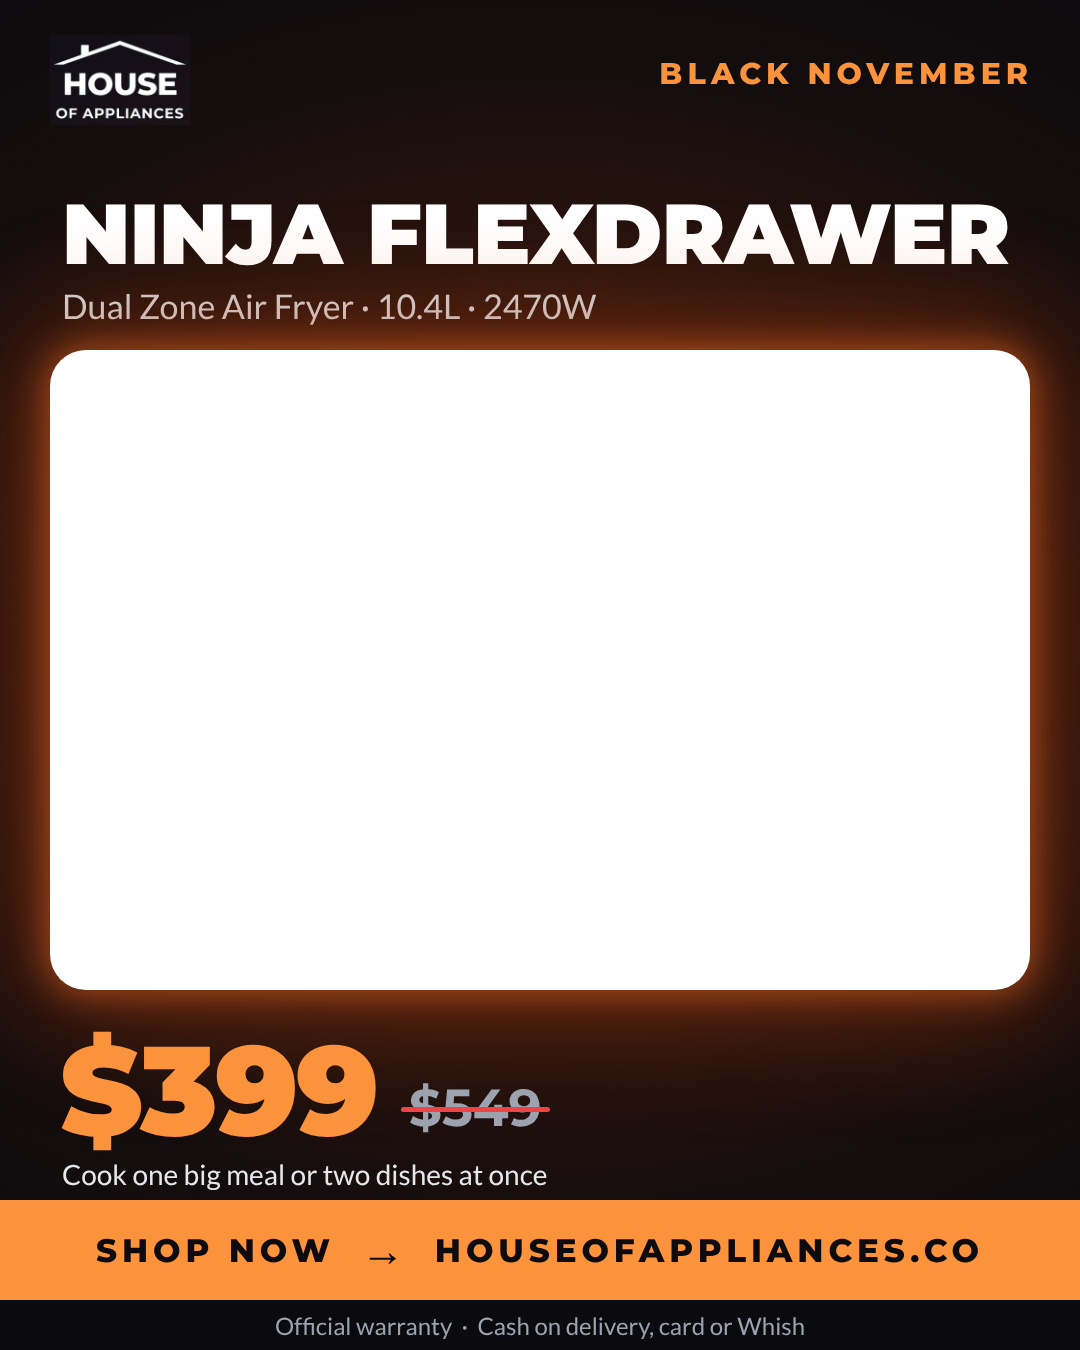 HOUSE
OF APPLIANCES
BLACK NOVEMBER
NINJA FLEXDRAWER
Dual Zone Air Fryer · 10.4L · 2470W
$399 $549
Cook one big meal or two dishes at once
SHOP NOW → HOUSEOFAPPLIANCES.CO
Official warranty · Cash on delivery, card or Whish